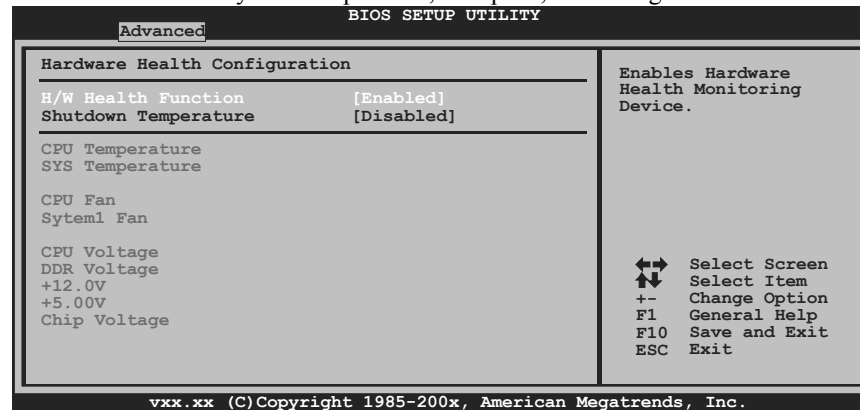 BIOS SETUP UTILITY
Advanced
Hardware Health Configuration
H/W Health Function [Enabled]
Shutdown Temperature [Disabled]
CPU Temperature
SYS Temperature
CPU Fan
Sytem1 Fan
CPU Voltage
DDR Voltage
+12.0V
+5.00V
Chip Voltage
Enables Hardware
Health Monitoring
Device.
Select Screen
Select Item
+- Change Option
F1 General Help
F10 Save and Exit
ESC Exit
vxx.xx (C)Copyright 1985-200x, American Megatrends, Inc.